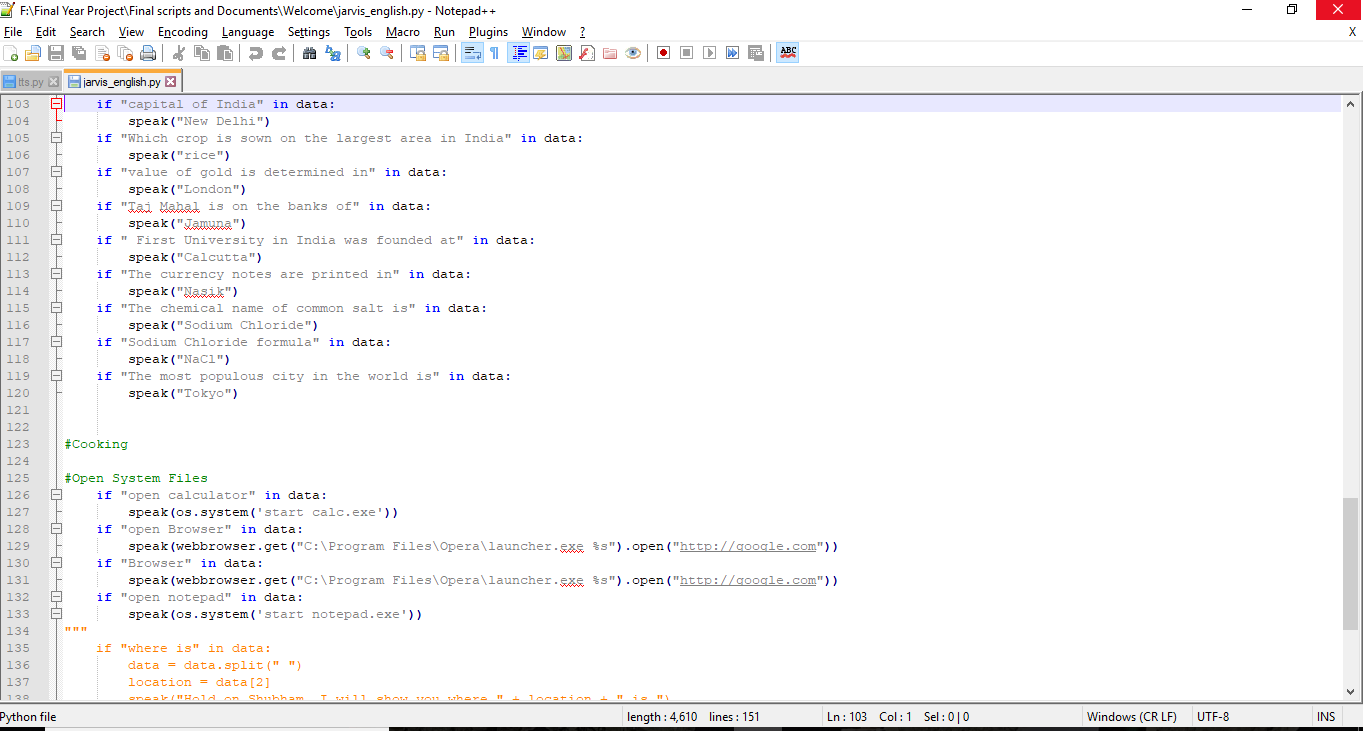 F:\Final Year Project\Final scripts and Documents\Welcome\jarvis_english.py - Notepad++
File Edit Search View Encoding Language Settings Tools Macro Run Plugins Window ? X
ABC
tts.py jarvis_english.py
103 if "capital of India" in data:
104 speak("New Delhi")
105 if "Which crop is sown on the largest area in India" in data:
106 speak("rice")
107 if "value of gold is determined in" in data:
108 speak("London")
109 if "Taj Mahal is on the banks of" in data:
110 speak("Jamuna")
111 if " First University in India was founded at" in data:
112 speak("Calcutta")
113 if "The currency notes are printed in" in data:
114 speak("Nasik")
115 if "The chemical name of common salt is" in data:
116 speak("Sodium Chloride")
117 if "Sodium Chloride formula" in data:
118 speak("NaCl")
119 if "The most populous city in the world is" in data:
120 speak("Tokyo")
121
122
123 #Cooking
124
125 #Open System Files
126 if "open calculator" in data:
127 speak(os.system('start calc.exe'))
128 if "open Browser" in data:
129 speak(webbrowser.get("C:\Program Files\Opera\launcher.exe %s").open("http://google.com"))
130 if "Browser" in data:
131 speak(webbrowser.get("C:\Program Files\Opera\launcher.exe %s").open("http://google.com"))
132 if "open notepad" in data:
133 speak(os.system('start notepad.exe'))
134 """
135 if "where is" in data:
136 data = data.split(" ")
137 location = data[2]
138 speak("Hold on Shubham, I will show you where " + location + " is.")
Python file length : 4,610 lines : 151 Ln : 103 Col : 1 Sel : 0 | 0 Windows (CR LF) UTF-8 INS